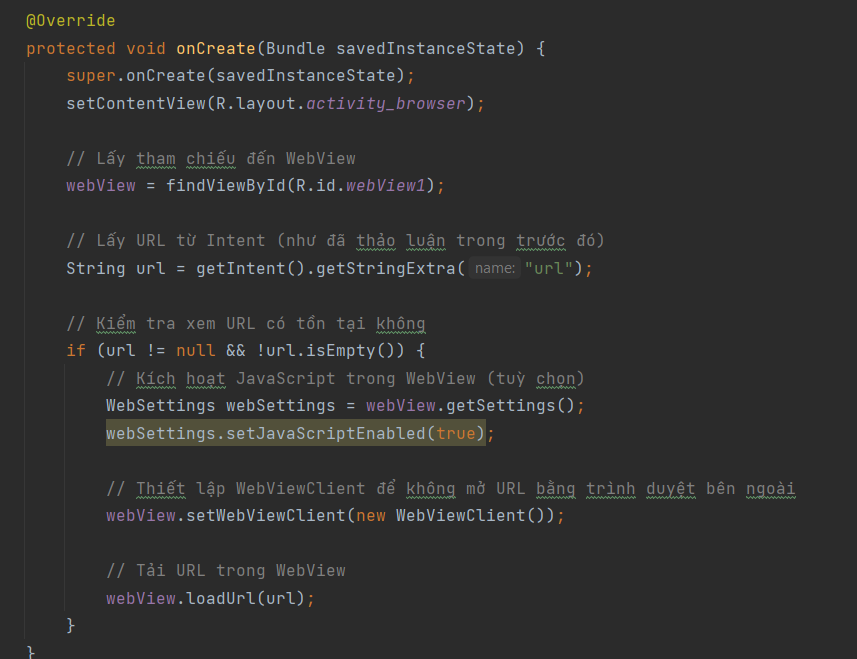 @Override
protected void onCreate(Bundle savedInstanceState) {
super.onCreate(savedInstanceState);
setContentView(R.layout.activity_browser);
// Lấy tham chiếu đến WebView
webView = findViewById(R.id.webView1);
// Lấy URL từ Intent (như đã thảo luận trong trước đó)
String url = getIntent().getStringExtra( name: "url");
// Kiểm tra xem URL có tồn tại không
if (url != null && !url.isEmpty()) {
// Kích hoạt JavaScript trong WebView (tuỳ chọn)
WebSettings webSettings = webView.getSettings();
webSettings.setJavaScriptEnabled(true);
// Thiết lập WebViewClient để không mở URL bằng trình duyệt bên ngoài
webView.setWebViewClient(new WebViewClient());
// Tải URL trong WebView
webView.loadUrl(url);
}
}